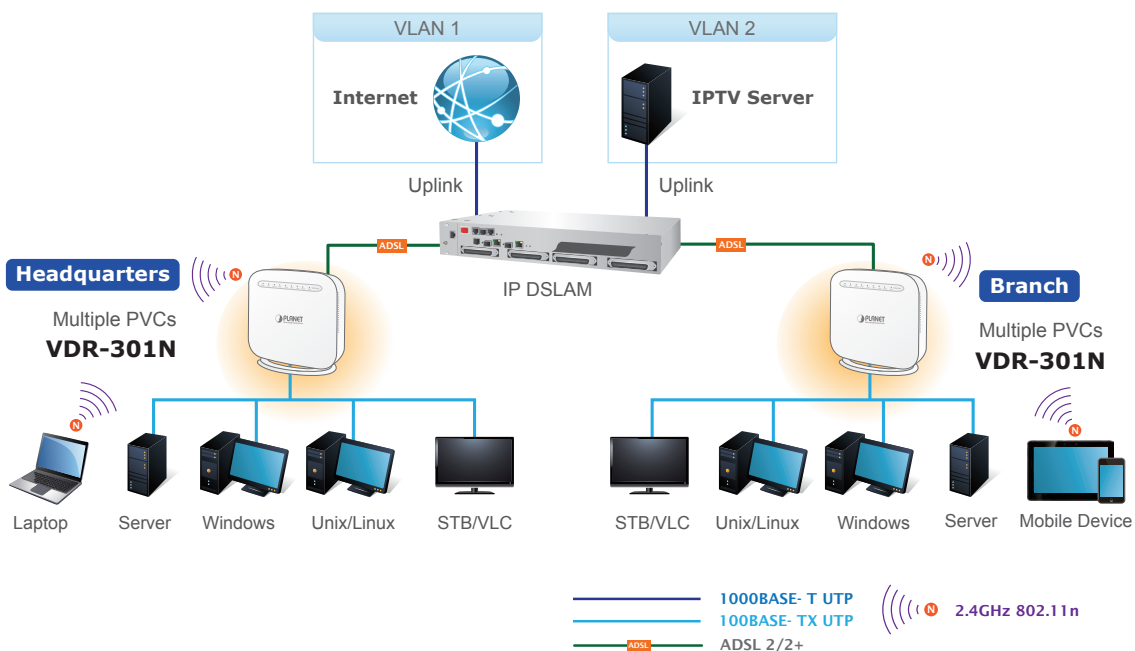 VLAN 1
VLAN 2
Internet
IPTV Server
Uplink
Uplink
ADSL
ADSL
IP DSLAM
Headquarters
N
N
Branch
Multiple PVCs
VDR-301N
PLANET
PLANET
Multiple PVCs
VDR-301N
N
N
Laptop
Server
Windows
Unix/Linux
STB/VLC
STB/VLC
Unix/Linux
Windows
Server
Mobile Device
1000BASE- T UTP
100BASE- TX UTP
ADSL
ADSL 2/2+
N
2.4GHz 802.11n